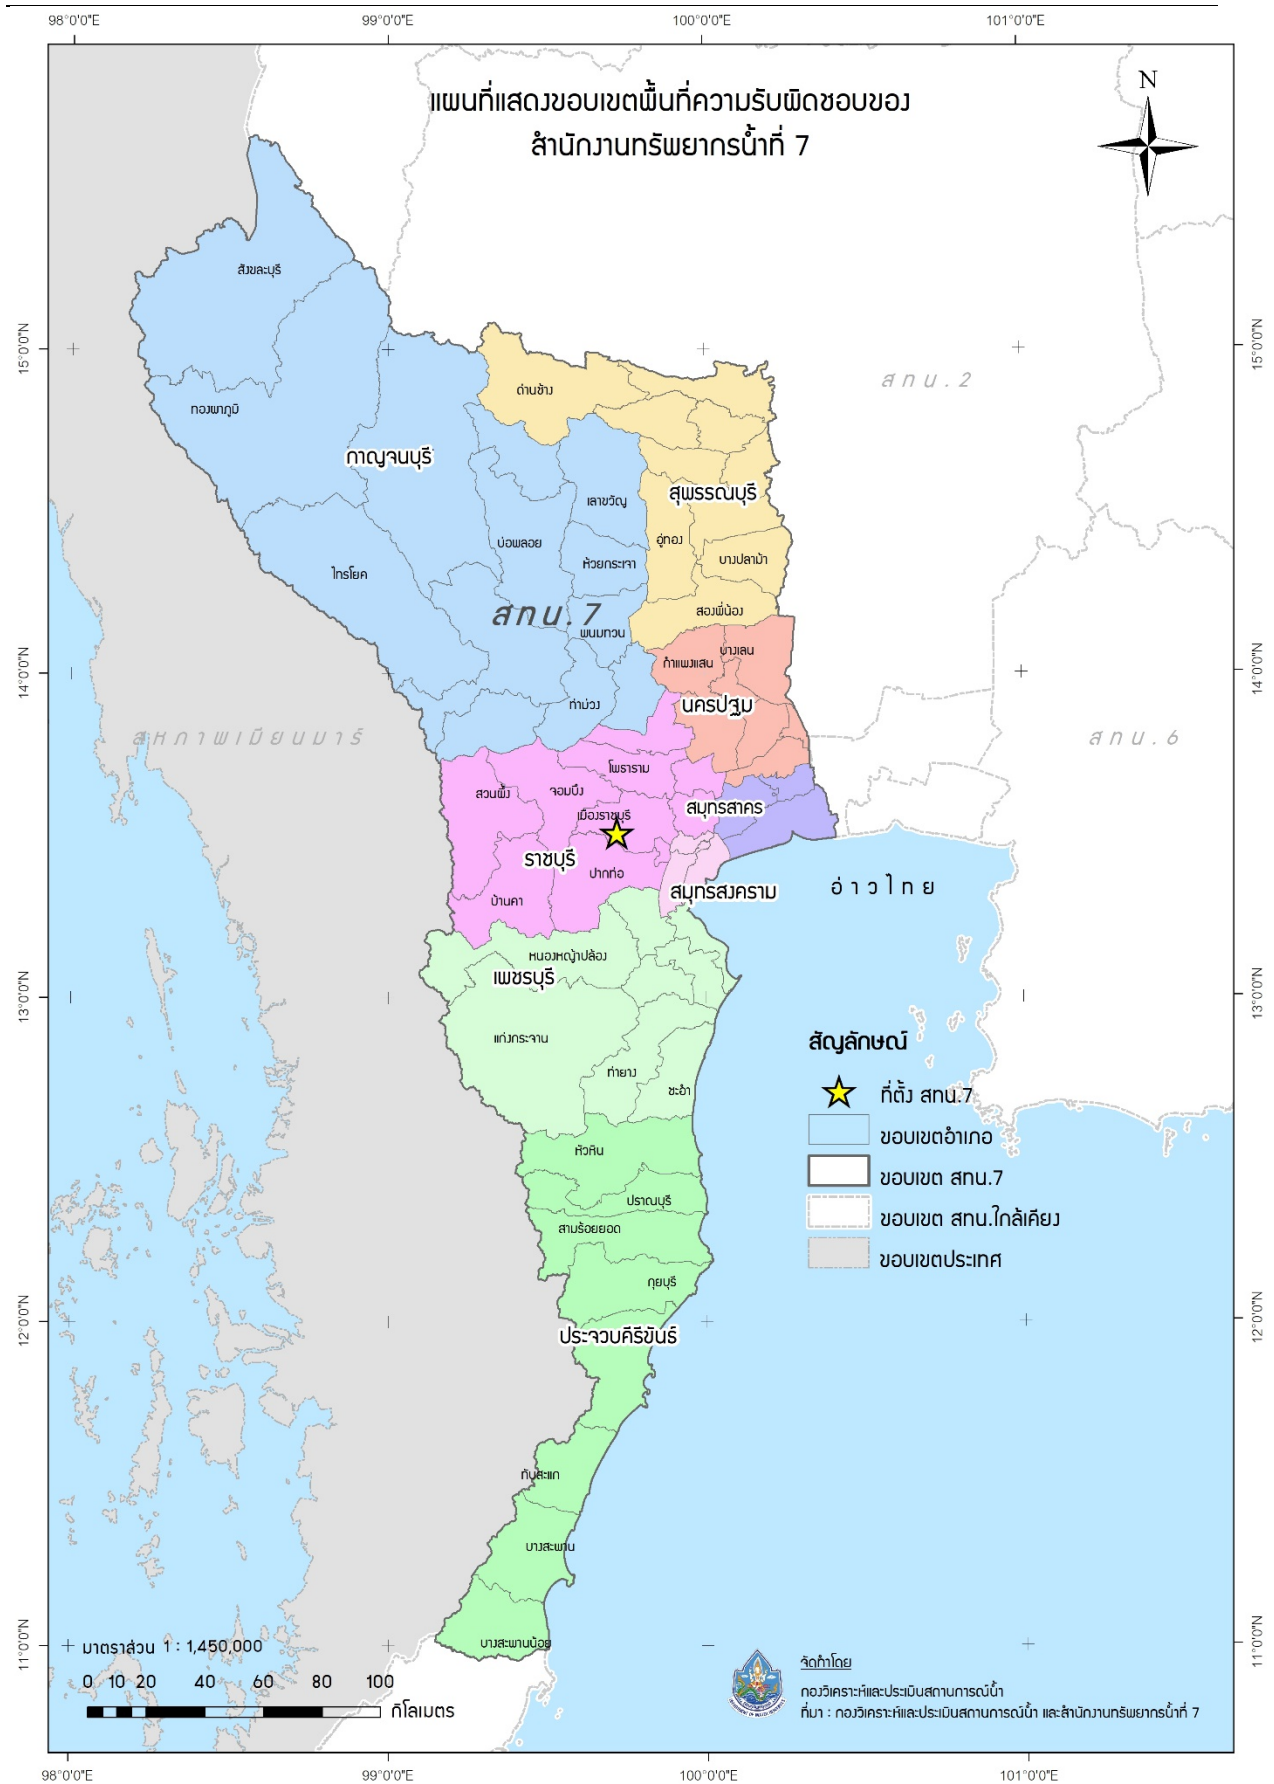 98°0'0"E 99°0'0"E 100°0'0"E 101°0'0"E
แผนที่แสดงขอบเขตพื้นที่ความรับผิดชอบของ
สำนักงานทรัพยากรน้ำที่ 7
N
สังขละบุรี
15°0'0"N
15°0'0"N
สทน.2
ด่านช้าง
ทองผาภูมิ
กาญจนบุรี
สุพรรณบุรี
เลาขวัญ
บ่อพลอย
อู่ทอง
บางปลาม้า
ห้วยกระเจา
ไทรโยค
สทน.7
สองพี่น้อง
พนมทวน
บางเลน
กำแพงแสน
14°0'0"N
14°0'0"N
ท่าม่วง
นครปฐม
สหภาพเมียนมาร์
สทน.6
โพธาราม
สวนผึ้ง
จอมบึง
สมุทรสาคร
เมืองราชบุรี
ราชบุรี
ปากท่อ
สมุทรสงคราม
อ่าวไทย
บ้านคา
หนองหญ้าปล้อง
เพชรบุรี
13°0'0"N
13°0'0"N
แก่งกระจาน
ท่ายาง
ชะอำ
สัญลักษณ์
ที่ตั้ง สทน.7
ขอบเขตอำเภอ
ขอบเขต สทน.7
ขอบเขต สทน.ใกล้เคียง
ขอบเขตประเทศ
หัวหิน
ปราณบุรี
สามร้อยยอด
กุยบุรี
12°0'0"N
12°0'0"N
ประจวบคีรีขันธ์
ทับสะแก
บางสะพาน
บางสะพานน้อย
11°0'0"N
11°0'0"N
มาตราส่วน 1 : 1,450,000
0 10 20 40 60 80 100
กิโลเมตร
จัดทำโดย
กองวิเคราะห์และประเมินสถานการณ์น้ำ
ที่มา : กองวิเคราะห์และประเมินสถานการณ์น้ำ และสำนักงานทรัพยากรน้ำที่ 7
98°0'0"E 99°0'0"E 100°0'0"E 101°0'0"E